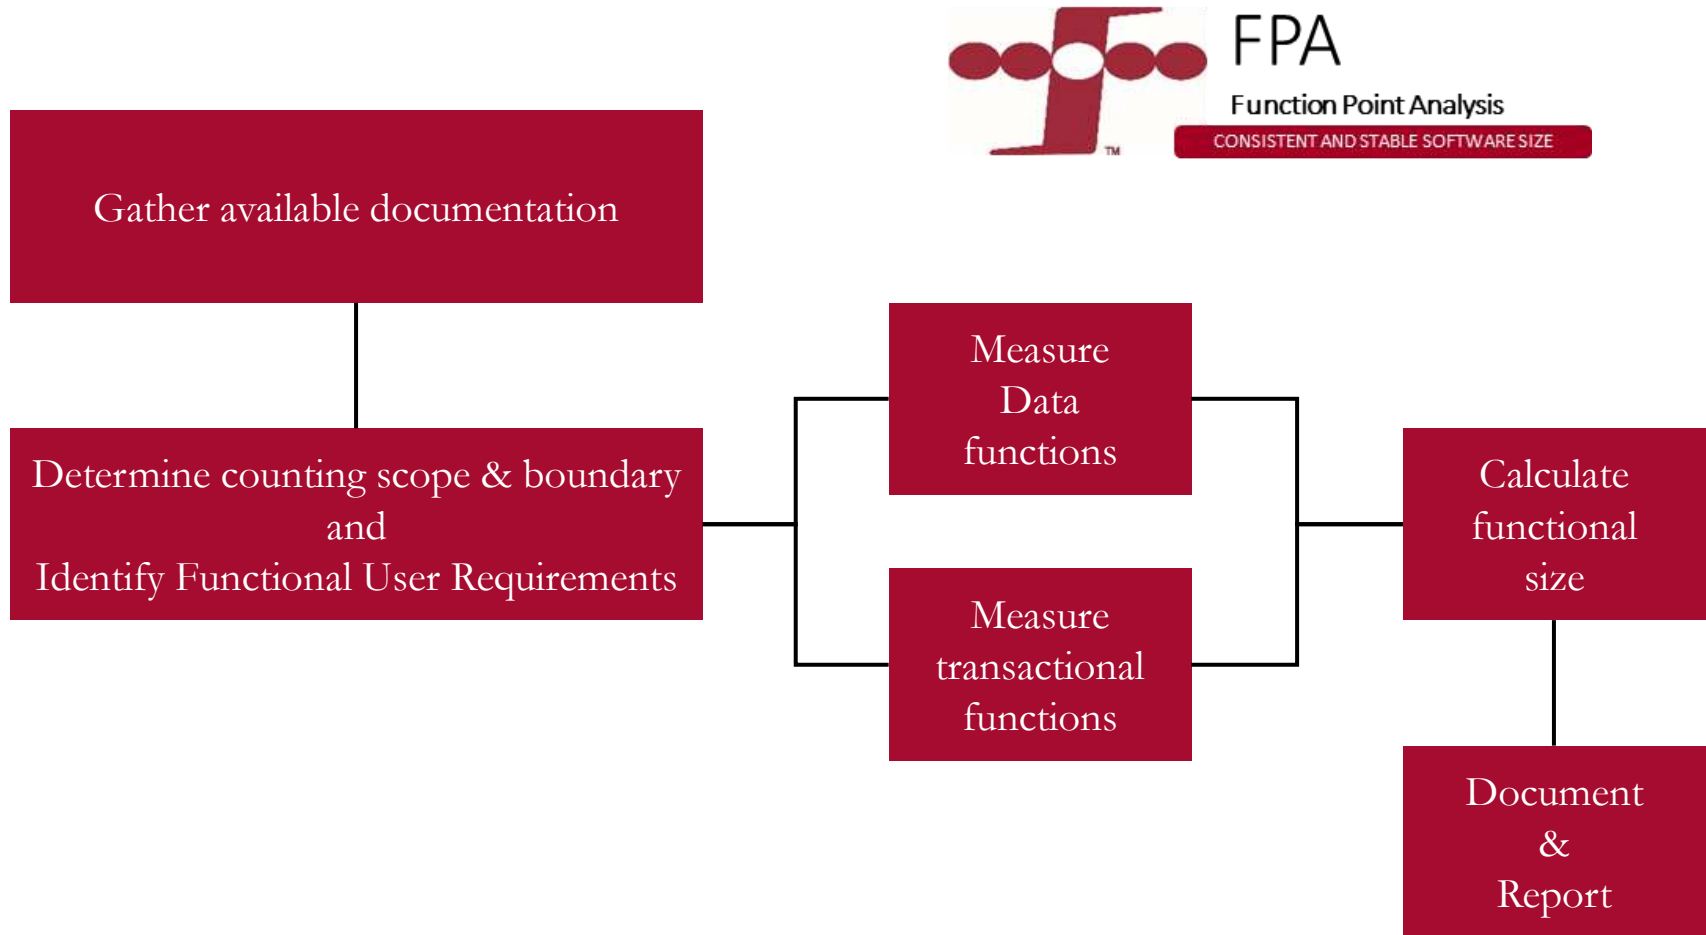 FPA
Function Point Analysis
CONSISTENT AND STABLE SOFTWARE SIZE
TM
Gather available documentation
Determine counting scope & boundary
and
Identify Functional User Requirements
Measure
Data
functions
Measure
transactional
functions
Calculate
functional
size
Document
&
Report